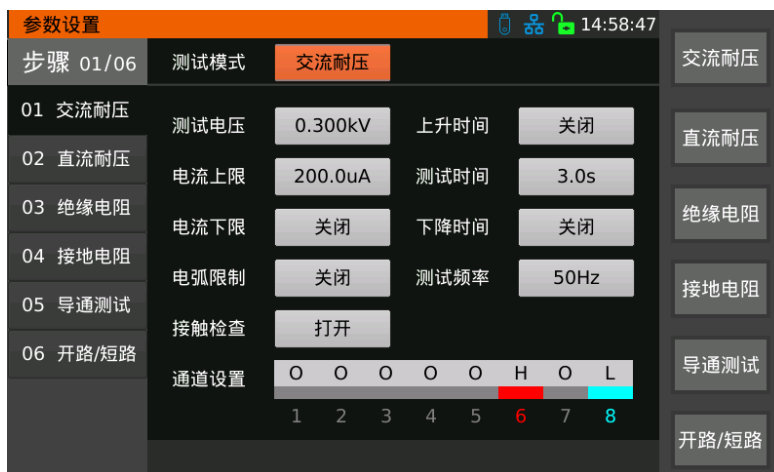 参数设置 14:58:47
步骤 01/06
01 交流耐压
02 直流耐压
03 绝缘电阻
04 接地电阻
05 导通测试
06 开路/短路
测试模式 交流耐压
测试电压 0.300kV 上升时间 关闭
电流上限 200.0uA 测试时间 3.0s
电流下限 关闭 下降时间 关闭
电弧限制 关闭 测试频率 50Hz
接触检查 打开
通道设置 O O O O O H O L
1 2 3 4 5 6 7 8
交流耐压
直流耐压
绝缘电阻
接地电阻
导通测试
开路/短路